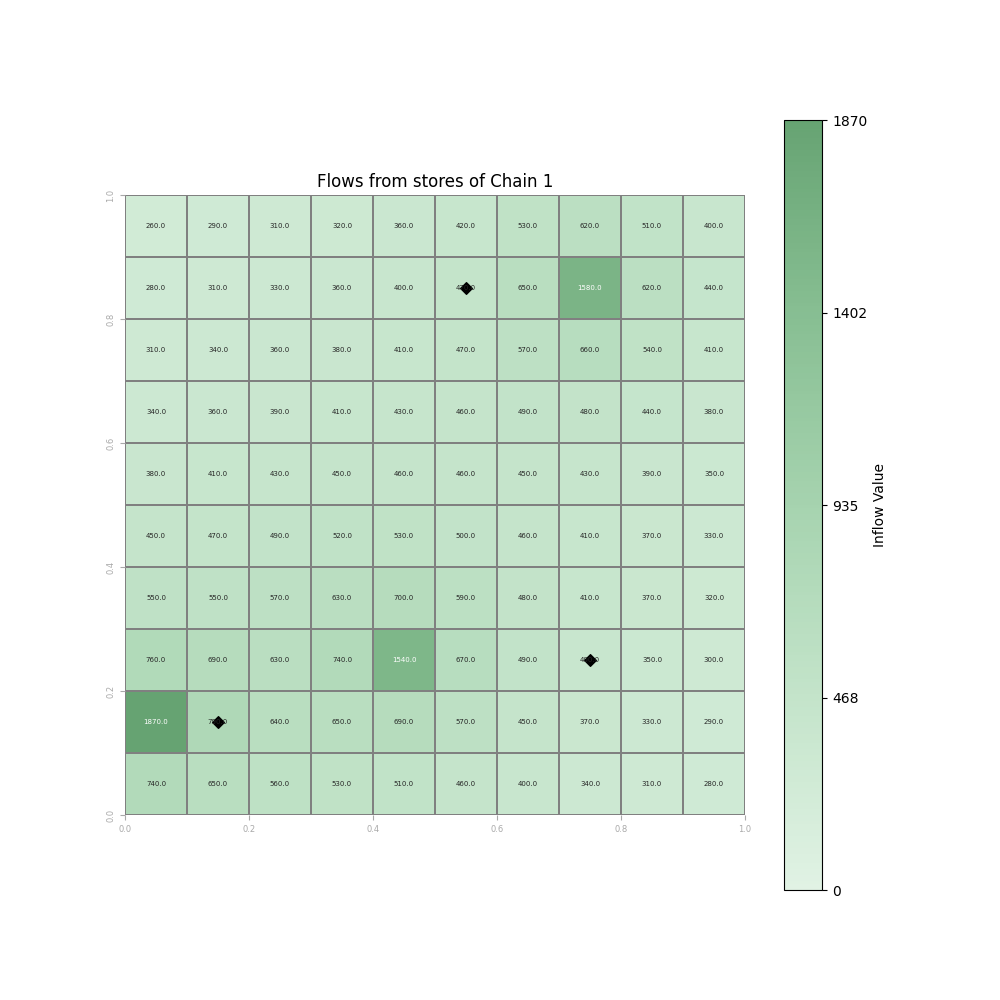 Flows from stores of Chain 1
1.0
260.0 290.0 310.0 320.0 360.0 420.0 530.0 620.0 510.0 400.0
280.0 310.0 330.0 360.0 400.0 650.0 1580.0 620.0 440.0
0.8
310.0 340.0 360.0 380.0 410.0 470.0 570.0 660.0 540.0 410.0
340.0 360.0 390.0 410.0 430.0 460.0 490.0 480.0 440.0 380.0
0.6
380.0 410.0 430.0 450.0 460.0 460.0 450.0 430.0 390.0 350.0
450.0 470.0 490.0 520.0 530.0 500.0 460.0 410.0 370.0 330.0
0.4
550.0 550.0 570.0 630.0 700.0 590.0 480.0 410.0 370.0 320.0
760.0 690.0 630.0 740.0 1540.0 670.0 490.0 350.0 300.0
0.2
1870.0 640.0 650.0 690.0 570.0 450.0 370.0 330.0 290.0
740.0 650.0 560.0 530.0 510.0 460.0 400.0 340.0 310.0 280.0
0.0
0.0 0.2 0.4 0.6 0.8 1.0
1870
1402
935
468
0
Inflow Value